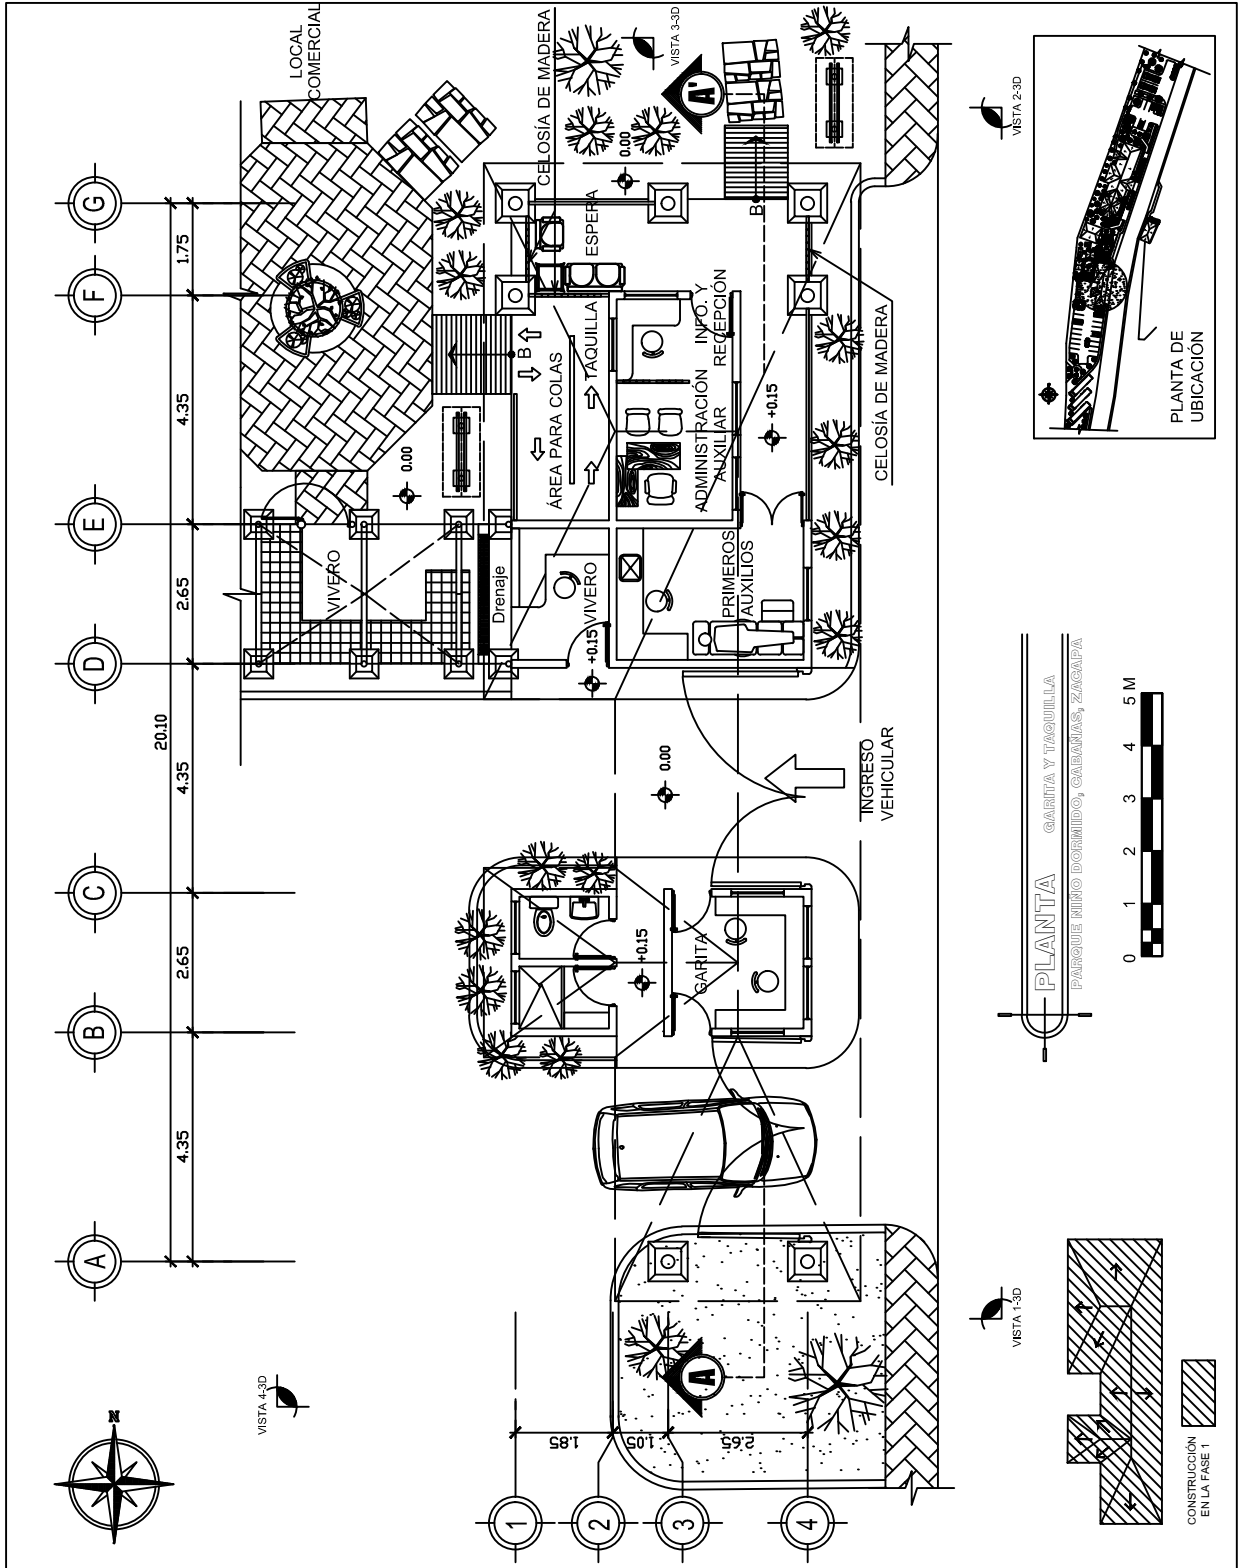 LOCAL
COMERCIAL
CELOSÍA DE MADERA
VISTA 3-3D
A'
VISTA 2-3D
G
F
E
D
C
B
A
1.75
4.35
2.65
4.35
2.65
4.35
20.10
0.00
ESPERA
B
B
ÁREA PARA COLAS
TAQUILLA
INFO. Y
RECEPCIÓN
ADMINISTRACIÓN
AUXILIAR
+0.15
CELOSÍA DE MADERA
0.00
VIVERO
Drenaje
VIVERO
+0.15
PRIMEROS
AUXILIOS
0.00
INGRESO
VEHICULAR
+0.15
GARITA
PLANTA DE
UBICACIÓN
PLANTA
GARITA Y TAQUILLA
PARQUE NIÑO DORMIDO, CABAÑAS, ZACAPA
0 1 2 3 4 5 M
VISTA 4-3D
N
1.85
1.05
2.65
1
2
3
4
A
VISTA 1-3D
CONSTRUCCIÓN
EN LA FASE 1